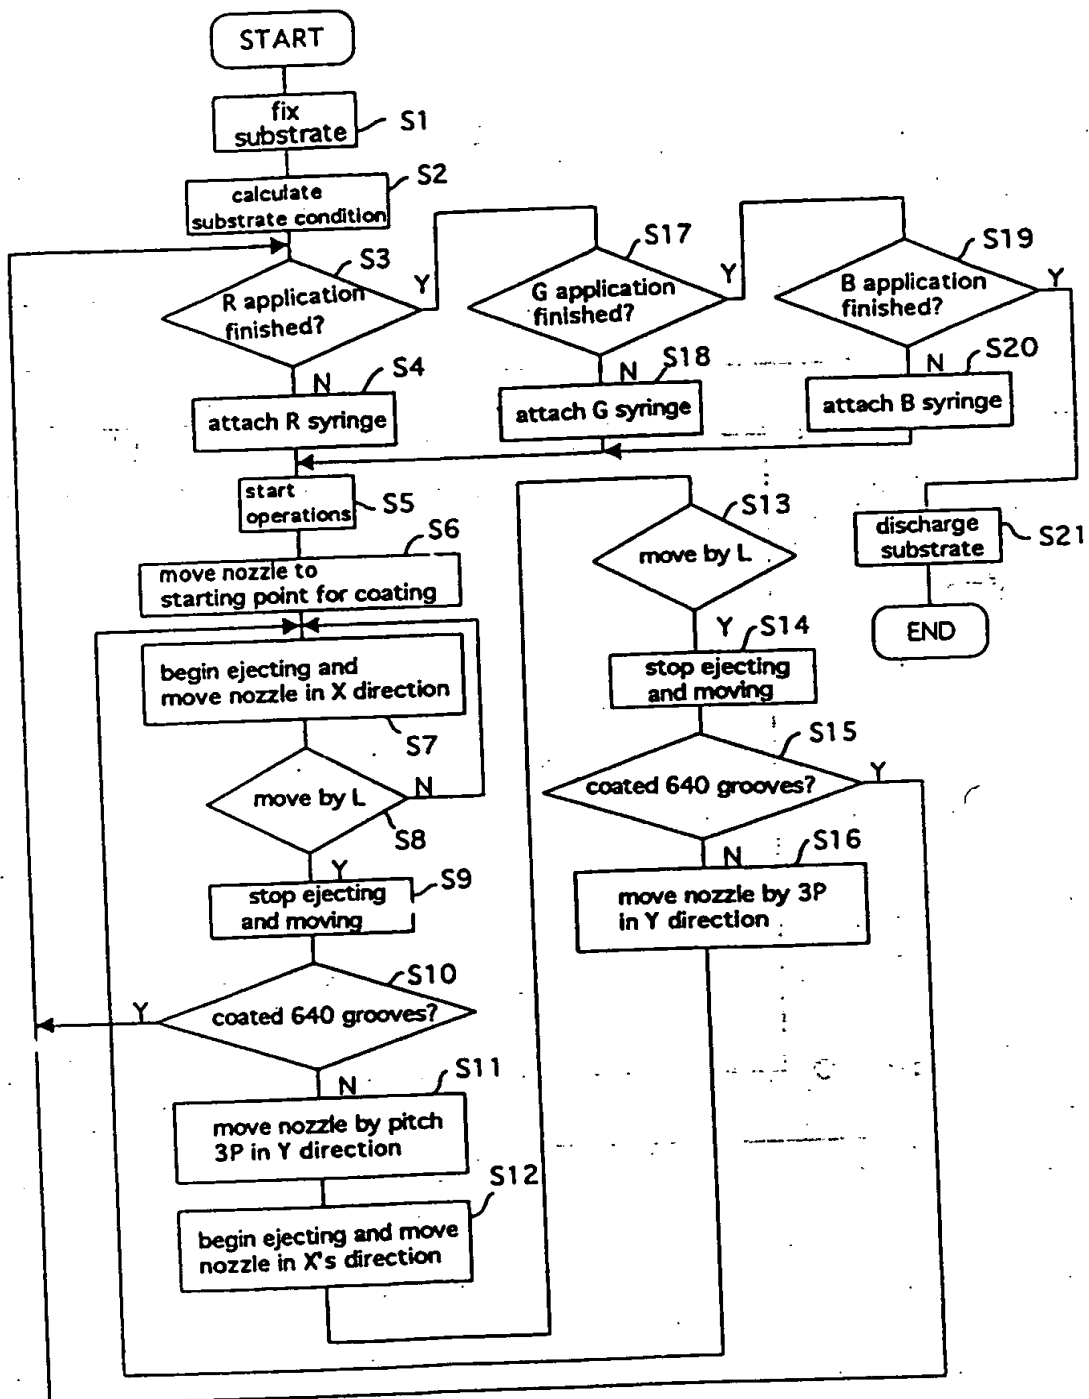 START
fix
substrate
S1
calculate
substrate condition
S2
R application
finished?
S3
Y
N
attach R syringe
S4
G application
finished?
S17
Y
N
attach G syringe
S18
B application
finished?
S19
Y
N
attach B syringe
S20
start
operations
S5
move nozzle to
starting point for coating
S6
begin ejecting and
move nozzle in X direction
S7
move by L
N
S8
Y
stop ejecting
and moving
S9
coated 640 grooves?
S10
Y
N
move nozzle by pitch
3P in Y direction
S11
begin ejecting and move
nozzle in X's direction
S12
move by L
S13
Y
stop ejecting
and moving
S14
coated 640 grooves?
S15
Y
N
move nozzle by 3P
in Y direction
S16
discharge
substrate
S21
END